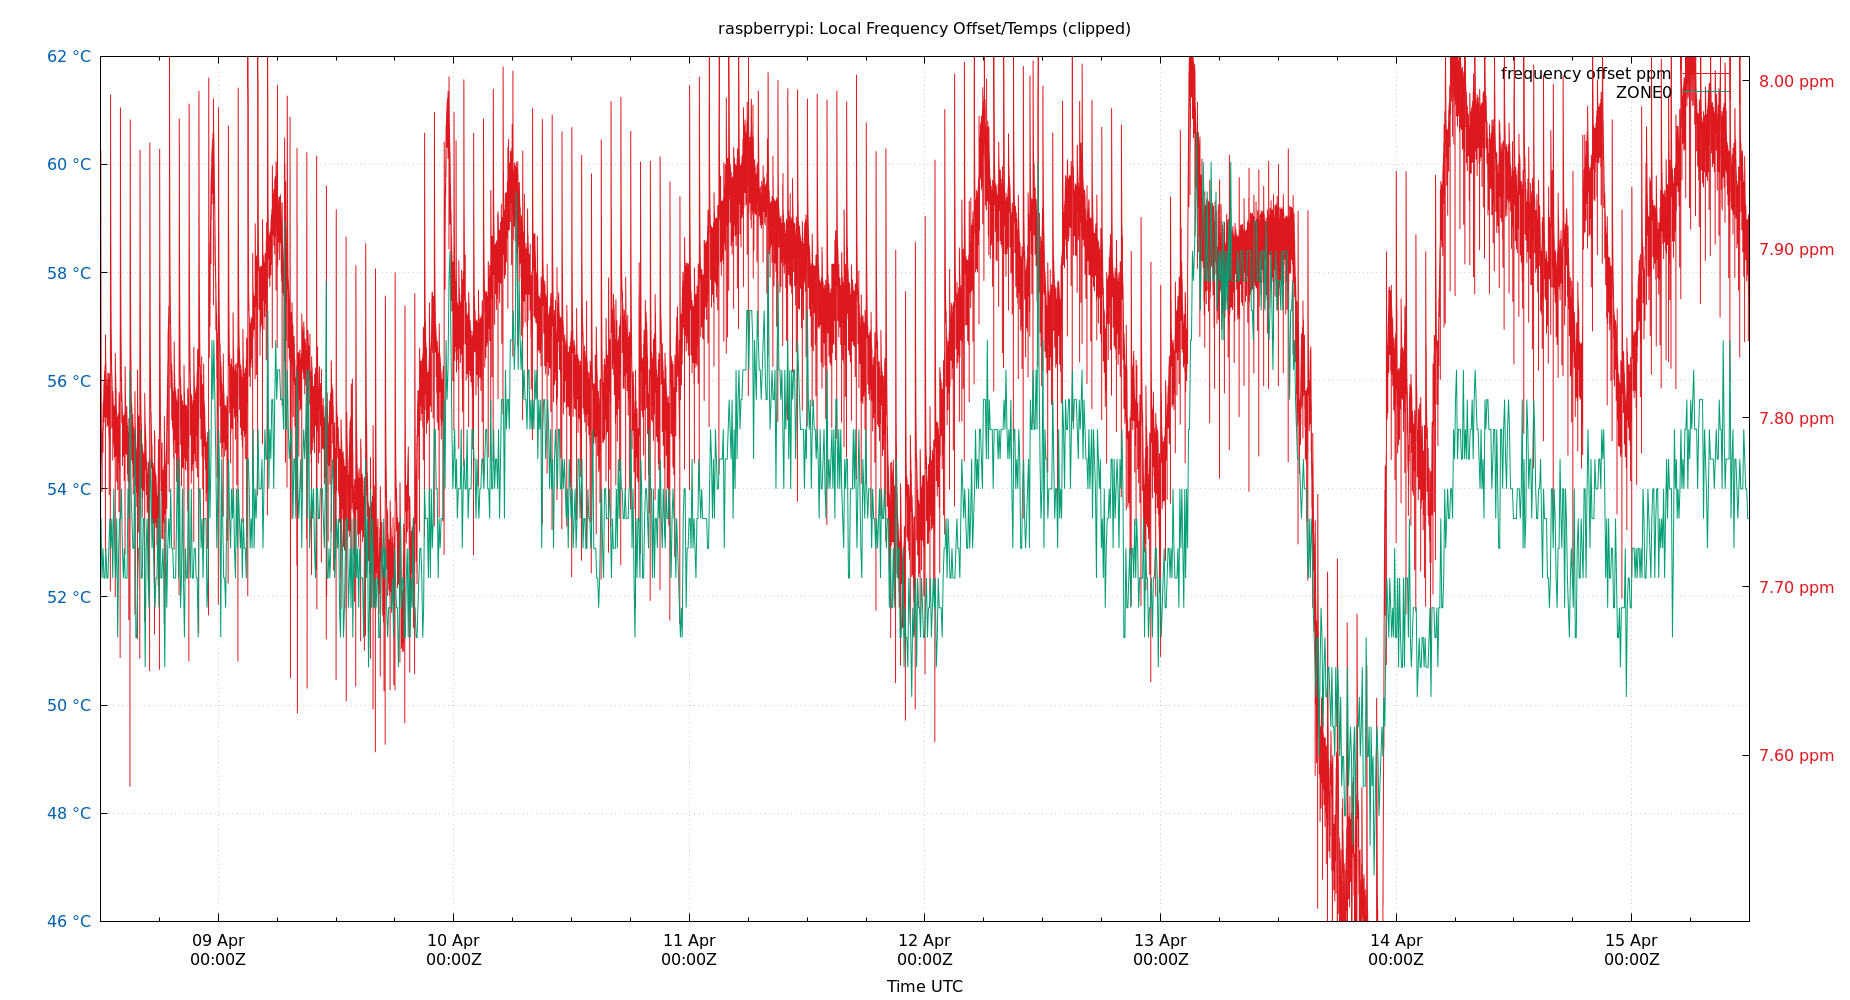 raspberrypi: Local Frequency Offset/Temps (clipped)
62 °C
60 °C
58 °C
56 °C
54 °C
52 °C
50 °C
48 °C
46 °C
frequency offset ppm
ZONE0
8.00 ppm
7.90 ppm
7.80 ppm
7.70 ppm
7.60 ppm
09 Apr
00:00Z
10 Apr
00:00Z
11 Apr
00:00Z
12 Apr
00:00Z
13 Apr
00:00Z
14 Apr
00:00Z
15 Apr
00:00Z
Time UTC